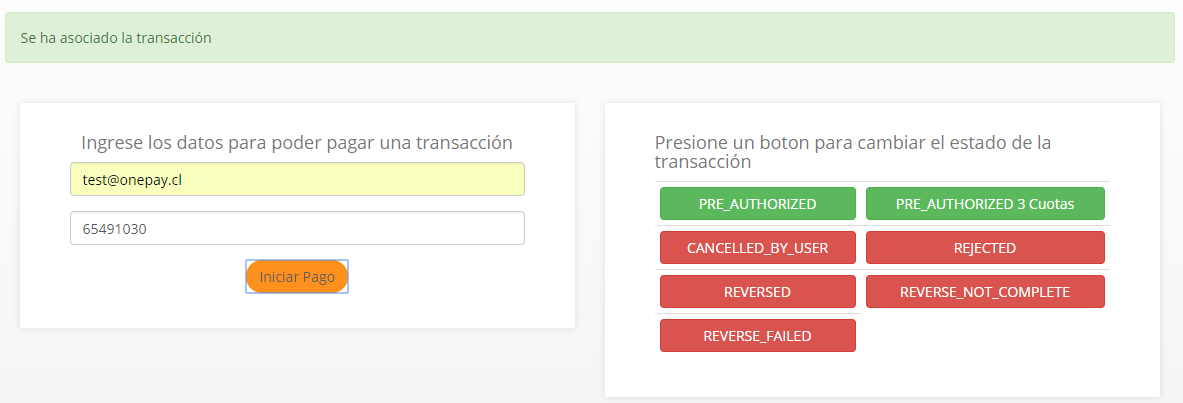 Se ha asociado la transacción
Ingrese los datos para poder pagar una transacción
test@onepay.cl
65491030
Iniciar Pago
Presione un boton para cambiar el estado de la
transacción
PRE_AUTHORIZED
PRE_AUTHORIZED 3 Cuotas
CANCELLED_BY_USER
REJECTED
REVERSED
REVERSE_NOT_COMPLETE
REVERSE_FAILED